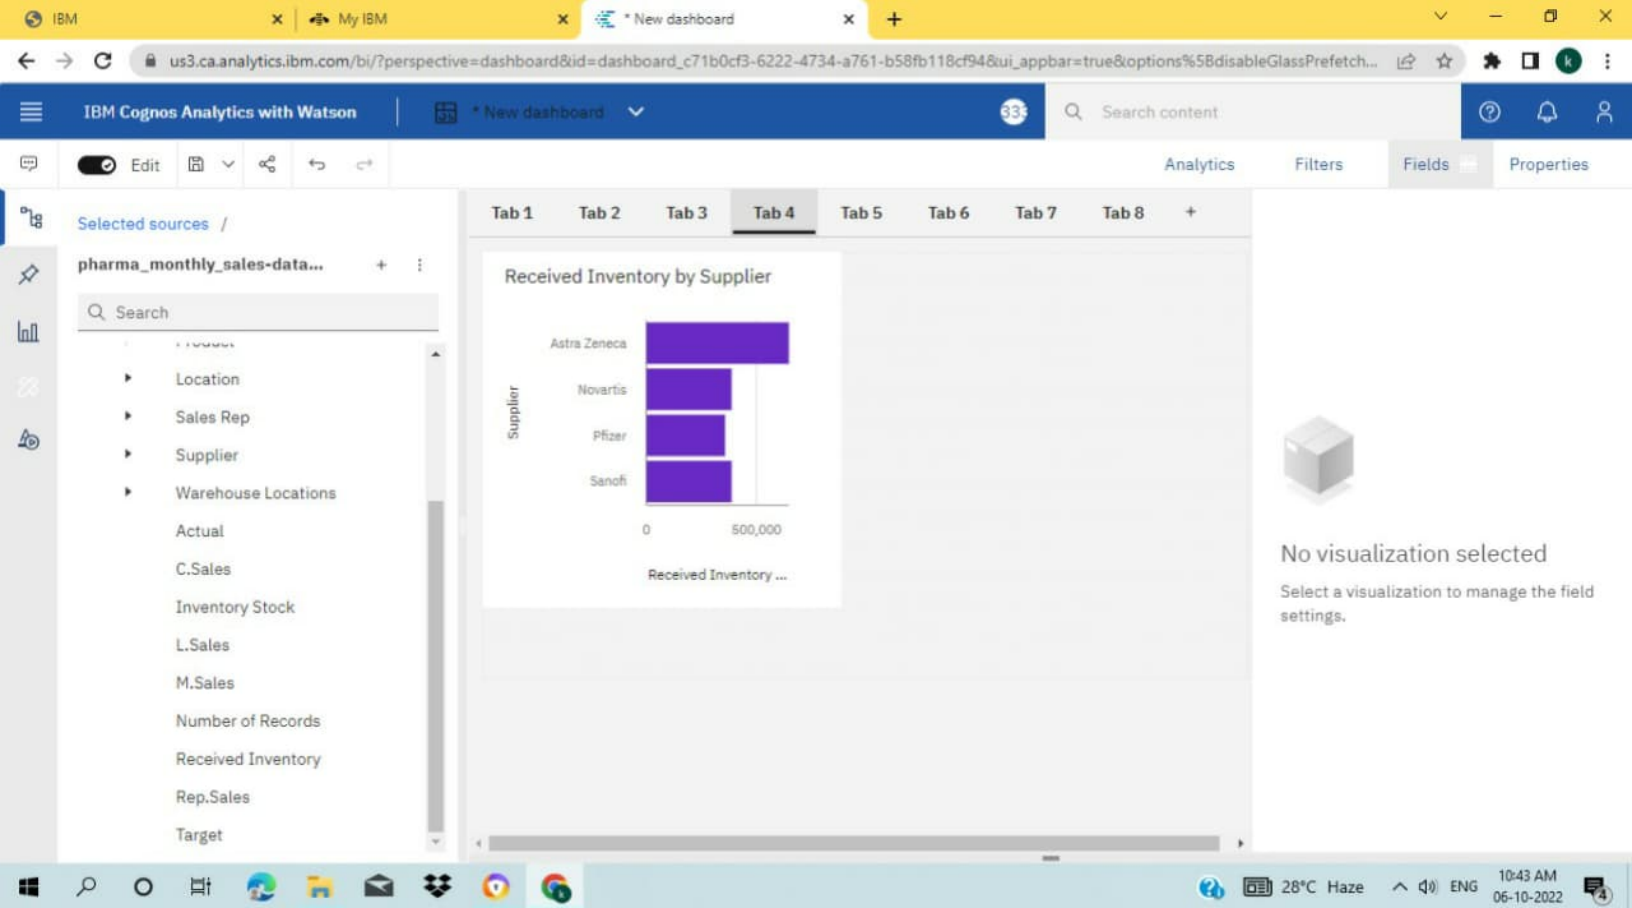 IBM
My IBM
* New dashboard
us3.ca.analytics.ibm.com/bi/?perspective=dashboard&id=dashboard_c71b0cf3-6222-4734-a761-b58fb118cf94&ui_appbar=true&options%5BdisableGlassPrefetch...
k
IBM Cognos Analytics with Watson
* New dashboard
333
Search content
Edit
Analytics
Filters
Fields
Properties
Selected sources /
pharma_monthly_sales-data...
Search
Product
Location
Sales Rep
Supplier
Warehouse Locations
Actual
C.Sales
Inventory Stock
L.Sales
M.Sales
Number of Records
Received Inventory
Rep.Sales
Target
Tab 1
Tab 2
Tab 3
Tab 4
Tab 5
Tab 6
Tab 7
Tab 8
+
Received Inventory by Supplier
Supplier
Astra Zeneca
Novartis
Pfizer
Sanofi
0
500,000
Received Inventory ...
No visualization selected
Select a visualization to manage the field
settings.
28°C Haze
ENG
10:43 AM
06-10-2022
4